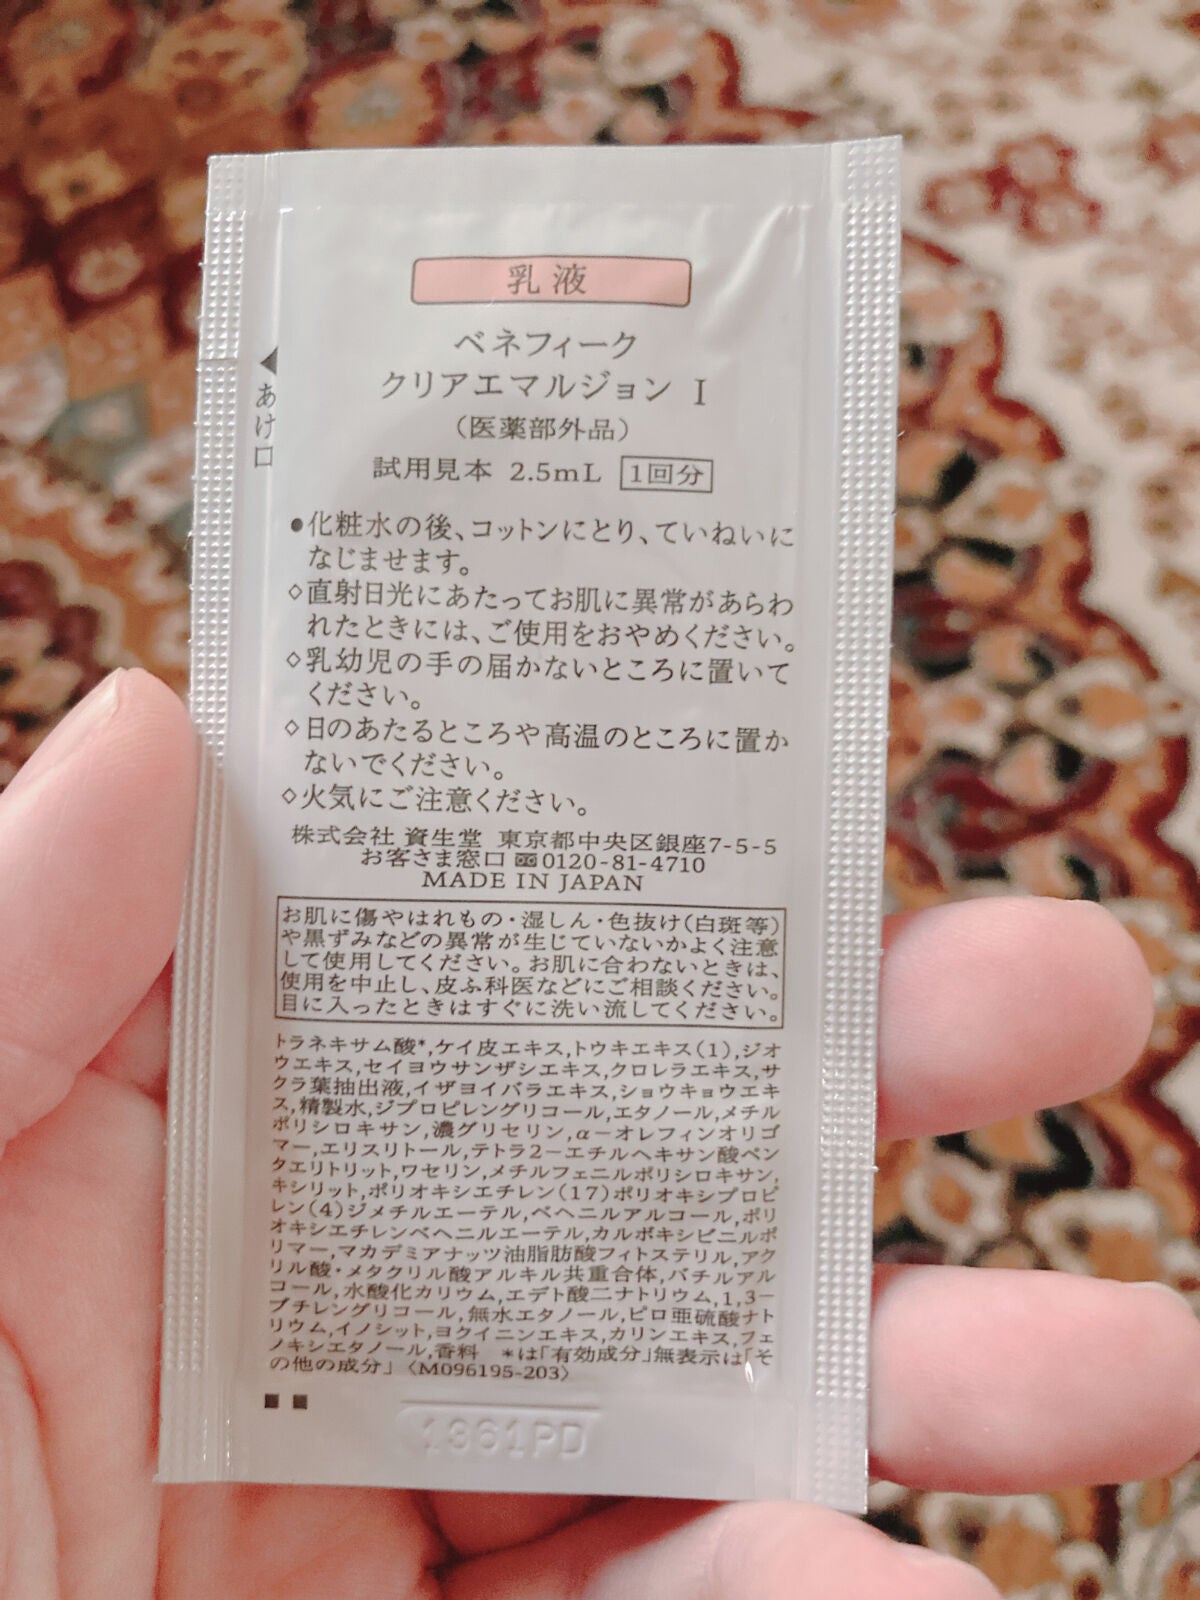 乳液
ベネフィーク
クリアエマルジョン I
(医薬部外品)
試用見本 2.5mL 1回分
◀あけ口
●化粧水の後、コットンにとり、ていねいに
なじませます。
◇直射日光にあたってお肌に異常があらわ
れたときには、ご使用をおやめください。
◇乳幼児の手の届かないところに置いて
ください。
◇日のあたるところや高温のところに置か
ないでください。
◇火気にご注意ください。
株式会社 資生堂 東京都中央区銀座7-5-5
お客さま窓口 0120-81-4710
MADE IN JAPAN
お肌に傷やはれもの・湿しん・色抜け(白斑等)
や黒ずみなどの異常が生じていないかよく注意
して使用してください。お肌に合わないときは、
使用を中止し、皮ふ科医などにご相談ください。
目に入ったときはすぐに洗い流してください。
トラネキサム酸*,ケイ皮エキス,トウキエキス(1),ジオ
ウエキス,セイヨウサンザシエキス,クロレラエキス,サ
クラ葉抽出液,イザヨイバラエキス,ショウキョウエキ
ス,精製水,ジプロピレングリコール,エタノール,メチル
ポリシロキサン,濃グリセリン,α-オレフィンオリゴ
マー,エリスリトール,テトラ2-エチルヘキサン酸ペン
タエリトリット,ワセリン,メチルフェニルポリシロキサン,
キシリット,ポリオキシエチレン(17)ポリオキシプロピ
レン(4)ジメチルエーテル,ベヘニルアルコール,ポリ
オキシエチレンベヘニルエーテル,カルボキシビニルポ
リマー,マカデミアナッツ油脂肪酸フィトステリル,アク
リル酸・メタクリル酸アルキル共重合体,バチルアル
コール,水酸化カリウム,エデト酸二ナトリウム,1,3-
ブチレングリコール,無水エタノール,ピロ亜硫酸ナト
リウム,イノシット,ヨクイニンエキス,カリンエキス,フェ
ノキシエタノール,香料 *は「有効成分」無表示は「そ
の他の成分」〈M096195-203〉
1361PD